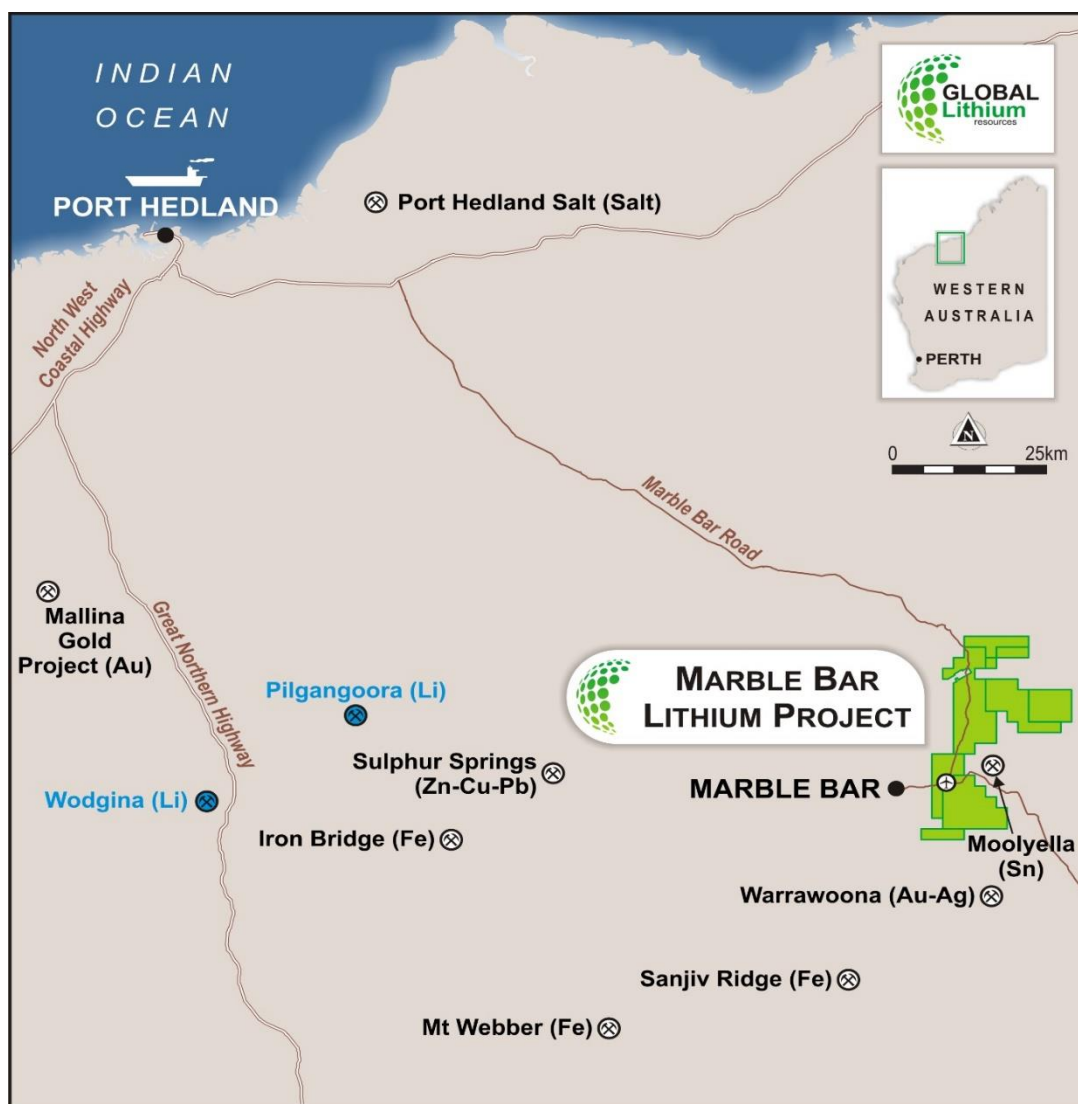 INDIAN
OCEAN
PORT HEDLAND
Port Hedland Salt (Salt)
GLOBAL
Lithium
resources
WESTERN
AUSTRALIA
PERTH
N
0 25km
North West
Coastal Highway
Marble Bar Road
Great Northern Highway
Mallina
Gold
Project (Au)
Pilgangoora (Li)
MARBLE BAR
LITHIUM PROJECT
Sulphur Springs
(Zn-Cu-Pb)
Wodgina (Li)
MARBLE BAR
Iron Bridge (Fe)
Moolyella
(Sn)
Warrawoona (Au-Ag)
Sanjiv Ridge (Fe)
Mt Webber (Fe)